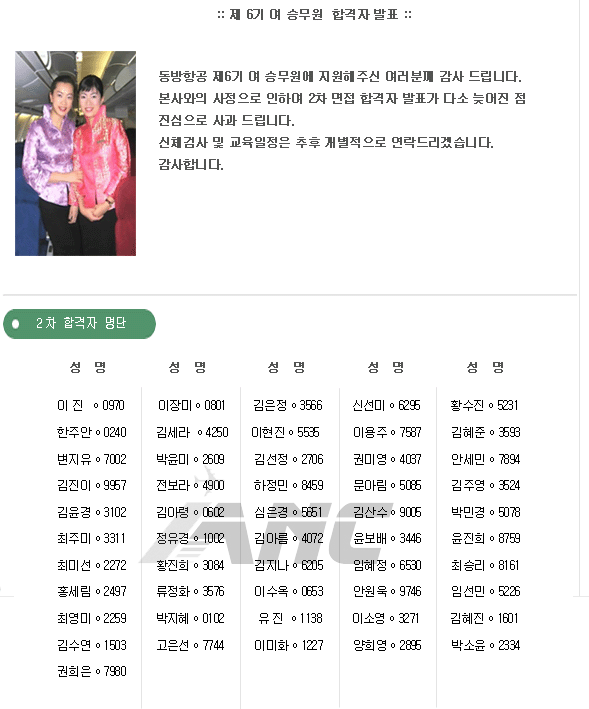 :: 제 6기 여 승무원 합격자 발표 ::
동방항공 제6기 여 승무원에 지원해주신 여러분께 감사 드립니다.
본사와의 사정으로 인하여 2차 면접 합격자 발표가 다소 늦어진 점
진심으로 사과 드립니다.
신체검사 및 교육일정은 추후 개별적으로 연락드리겠습니다.
감사합니다.
2차 합격자 명단
성 명 성 명 성 명 성 명 성 명
이 진 ㅇ 0970 이장미 ㅇ 0801 김은정 ㅇ 3566 신선미 ㅇ 6295 황수진 ㅇ 5231
한주안 ㅇ 0240 김세라 ㅇ 4250 이현진 ㅇ 5535 이용주 ㅇ 7587 김혜준 ㅇ 3593
변지유 ㅇ 7002 박윤미 ㅇ 2609 김선정 ㅇ 2706 권미영 ㅇ 4037 안세민 ㅇ 7894
김진이 ㅇ 9957 전보라 ㅇ 4900 하정민 ㅇ 8459 문아림 ㅇ 5085 김주영 ㅇ 3524
김윤경 ㅇ 3102 김아령 ㅇ 0602 심운경 ㅇ 5851 김산수 ㅇ 9005 박민경 ㅇ 5078
최주미 ㅇ 3311 정유경 ㅇ 1002 김아름 ㅇ 4072 윤보배 ㅇ 3446 윤진희 ㅇ 8759
최미선 ㅇ 2272 황진희 ㅇ 3084 김지나 ㅇ 6205 임혜정 ㅇ 6530 최승리 ㅇ 8161
홍세림 ㅇ 2497 류정화 ㅇ 3576 이수옥 ㅇ 0653 안원욱 ㅇ 9746 임선민 ㅇ 5226
최영미 ㅇ 2259 박지혜 ㅇ 0102 유 진 ㅇ 1138 이소영 ㅇ 3271 김혜진 ㅇ 1601
김수연 ㅇ 1503 고은선 ㅇ 7744 이미화 ㅇ 1227 양희영 ㅇ 2895 박소윤 ㅇ 2334
권희은 ㅇ 7980
ANC